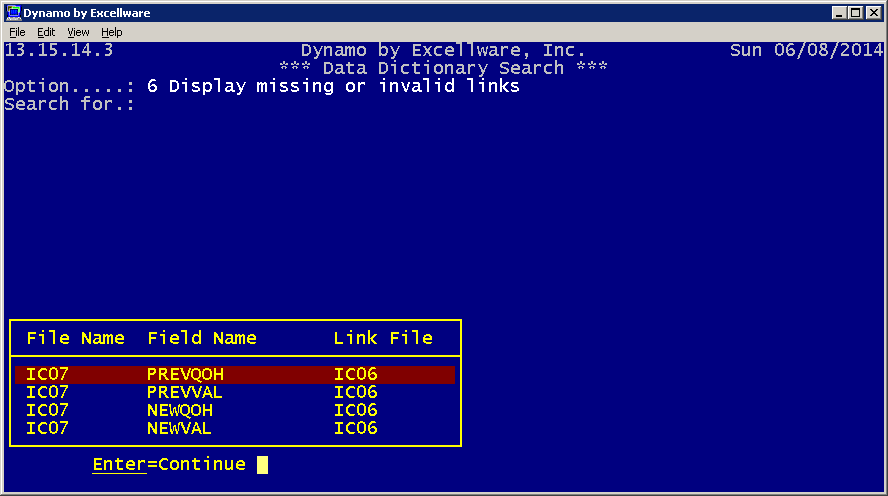 Dynamo by Excellware
File Edit View Help
13.15.14.3 Dynamo by Excellware, Inc. Sun 06/08/2014
*** Data Dictionary Search ***
Option.....: 6 Display missing or invalid links
Search for.:
File Name Field Name Link File
IC07 PREVQOH IC06
IC07 PREVVAL IC06
IC07 NEWQOH IC06
IC07 NEWVAL IC06
Enter=Continue